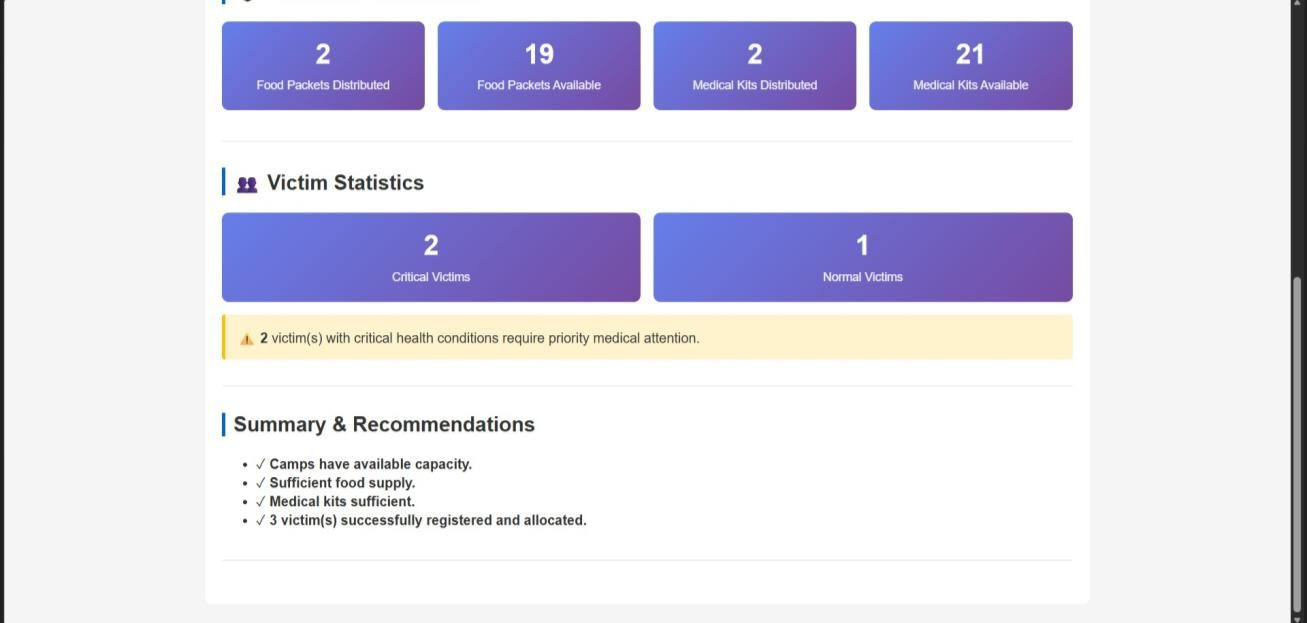 2
Food Packets Distributed
19
Food Packets Available
2
Medical Kits Distributed
21
Medical Kits Available
Victim Statistics
2
Critical Victims
1
Normal Victims
2 victim(s) with critical health conditions require priority medical attention.
Summary & Recommendations
• ✓ Camps have available capacity.
• ✓ Sufficient food supply.
• ✓ Medical kits sufficient.
• ✓ 3 victim(s) successfully registered and allocated.